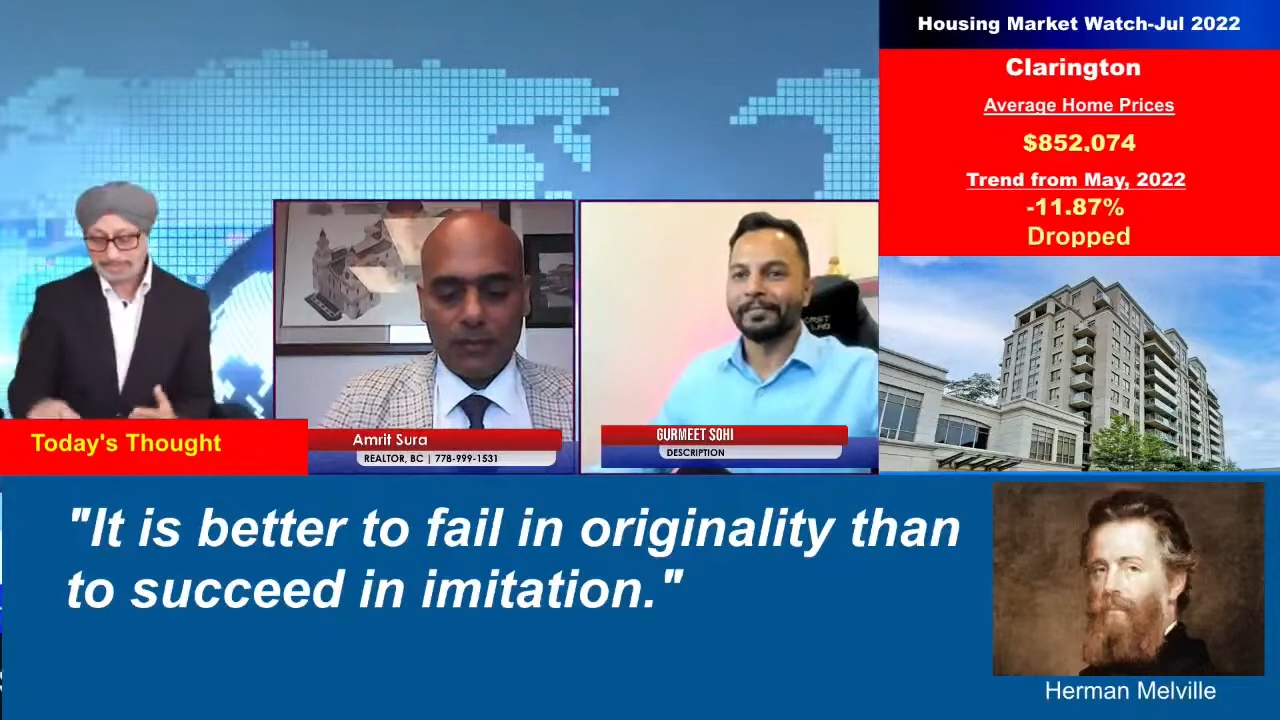 Housing Market Watch-Jul 2022
Clarington
Average Home Prices
$852,074
Trend from May, 2022
-11.87%
Dropped
Amrit Sura
REALTOR, BC | 778-999-1531
GURMEET SOHI
DESCRIPTION
Today's Thought
"It is better to fail in originality than
to succeed in imitation."
Herman Melville